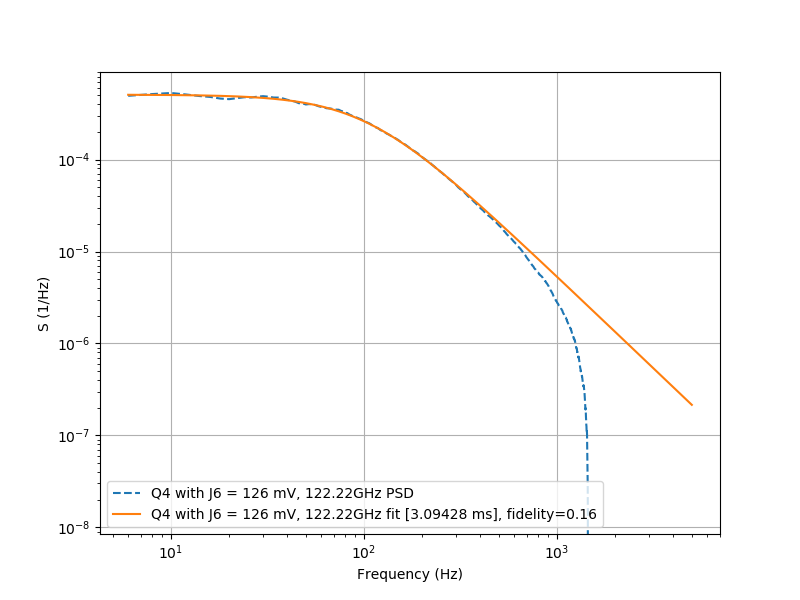 S (1/Hz)
10⁻⁴
10⁻⁵
10⁻⁶
10⁻⁷
10⁻⁸
Q4 with J6 = 126 mV, 122.22GHz PSD
Q4 with J6 = 126 mV, 122.22GHz fit [3.09428 ms], fidelity=0.16
10¹ 10² 10³
Frequency (Hz)